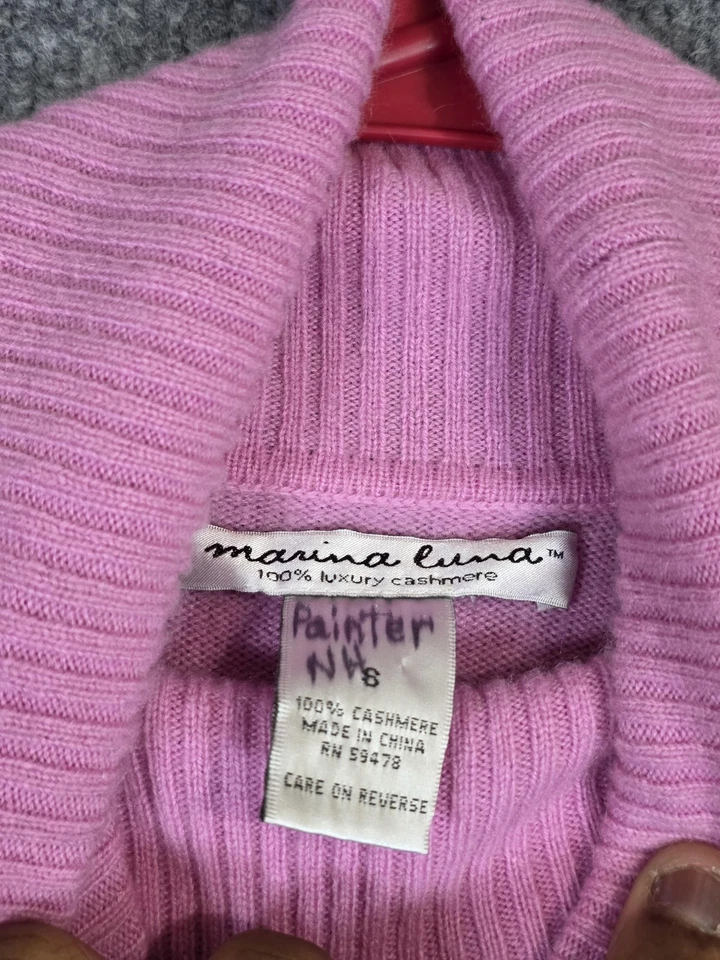 marina luna™
100% luxury cashmere
Painter
NH
S
100% CASHMERE
MADE IN CHINA
RN 59478
CARE ON REVERSE